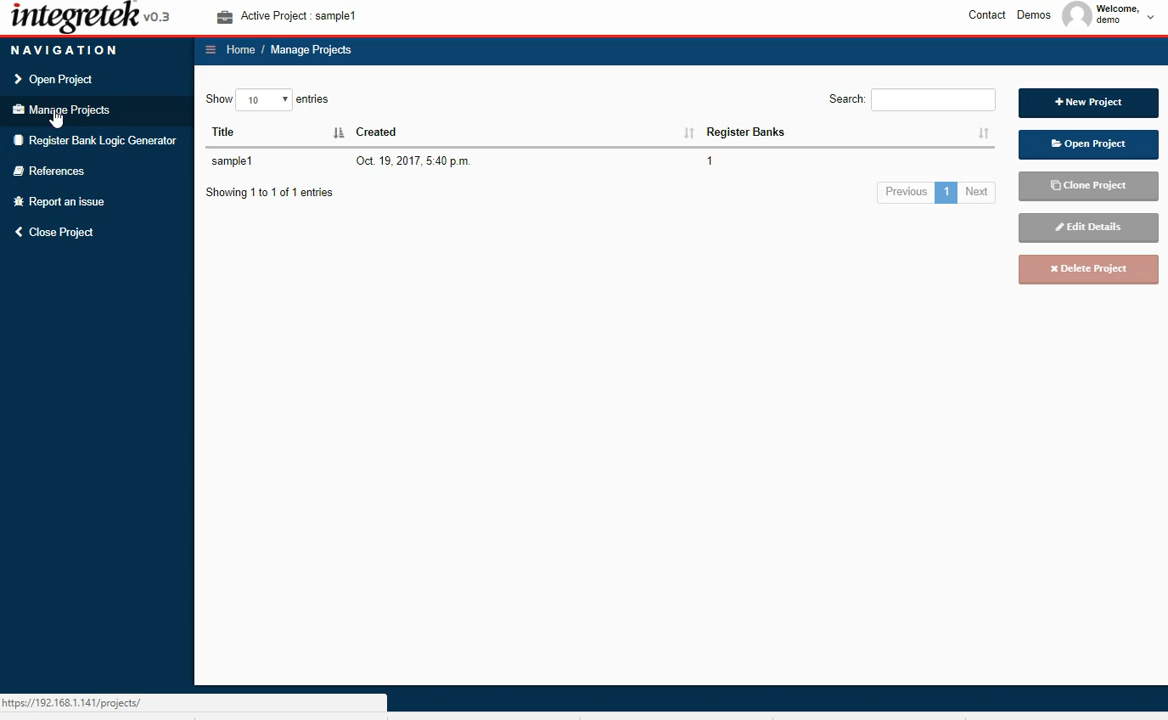 integretek v0.3
Active Project : sample1
Contact Demos Welcome, demo
NAVIGATION
Home / Manage Projects
Open Project
Manage Projects
Register Bank Logic Generator
References
Report an issue
Close Project
Show 10 entries
Search:
Title Created Register Banks
sample1 Oct. 19, 2017, 5:40 p.m. 1
Showing 1 to 1 of 1 entries
Previous 1 Next
+ New Project
Open Project
Clone Project
Edit Details
× Delete Project
https://192.168.1.141/projects/